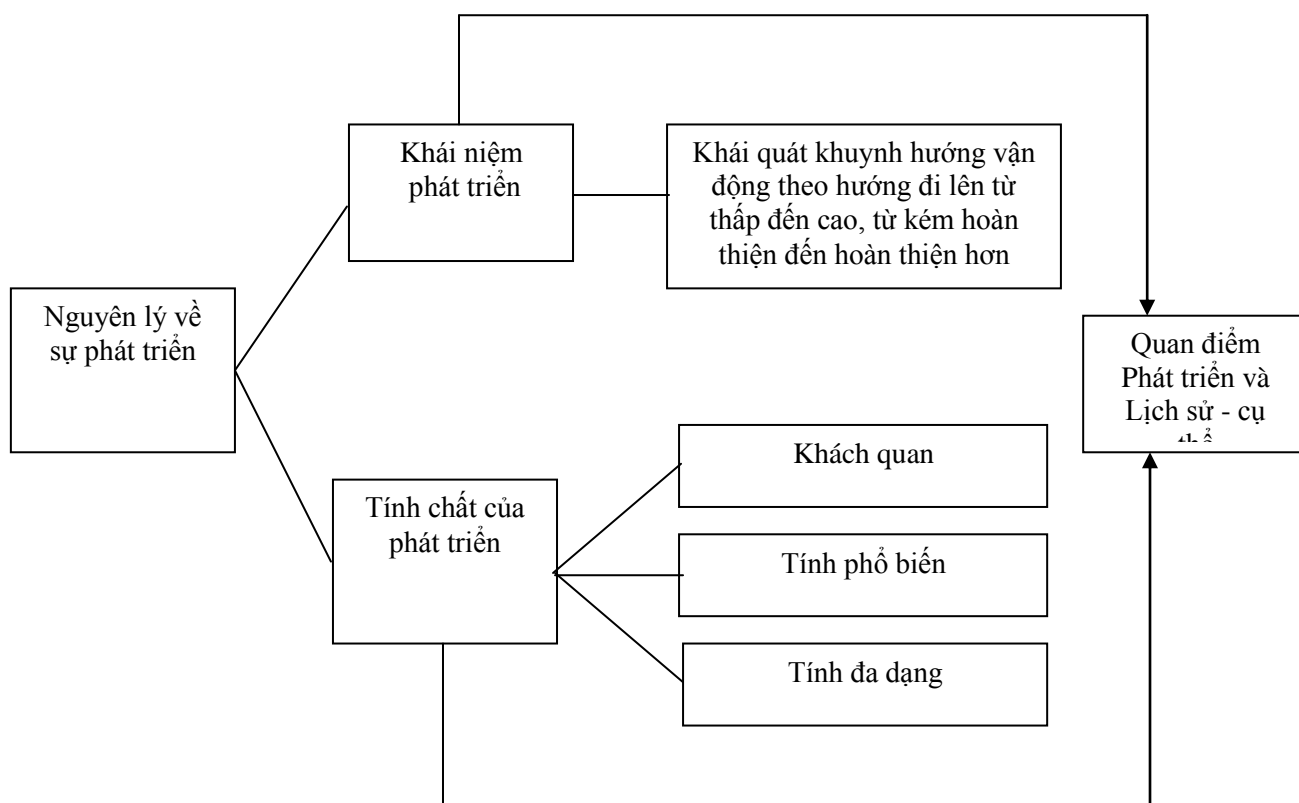 Khái niệm
phát triển
Khái quát khuynh hướng vận
động theo hướng đi lên từ
thấp đến cao, từ kém hoàn
thiện đến hoàn thiện hơn
Nguyên lý về
sự phát triển
Quan điểm
Phát triển và
Lịch sử - cụ
thể
Khách quan
Tính chất của
phát triển
Tính phổ biến
Tính đa dạng